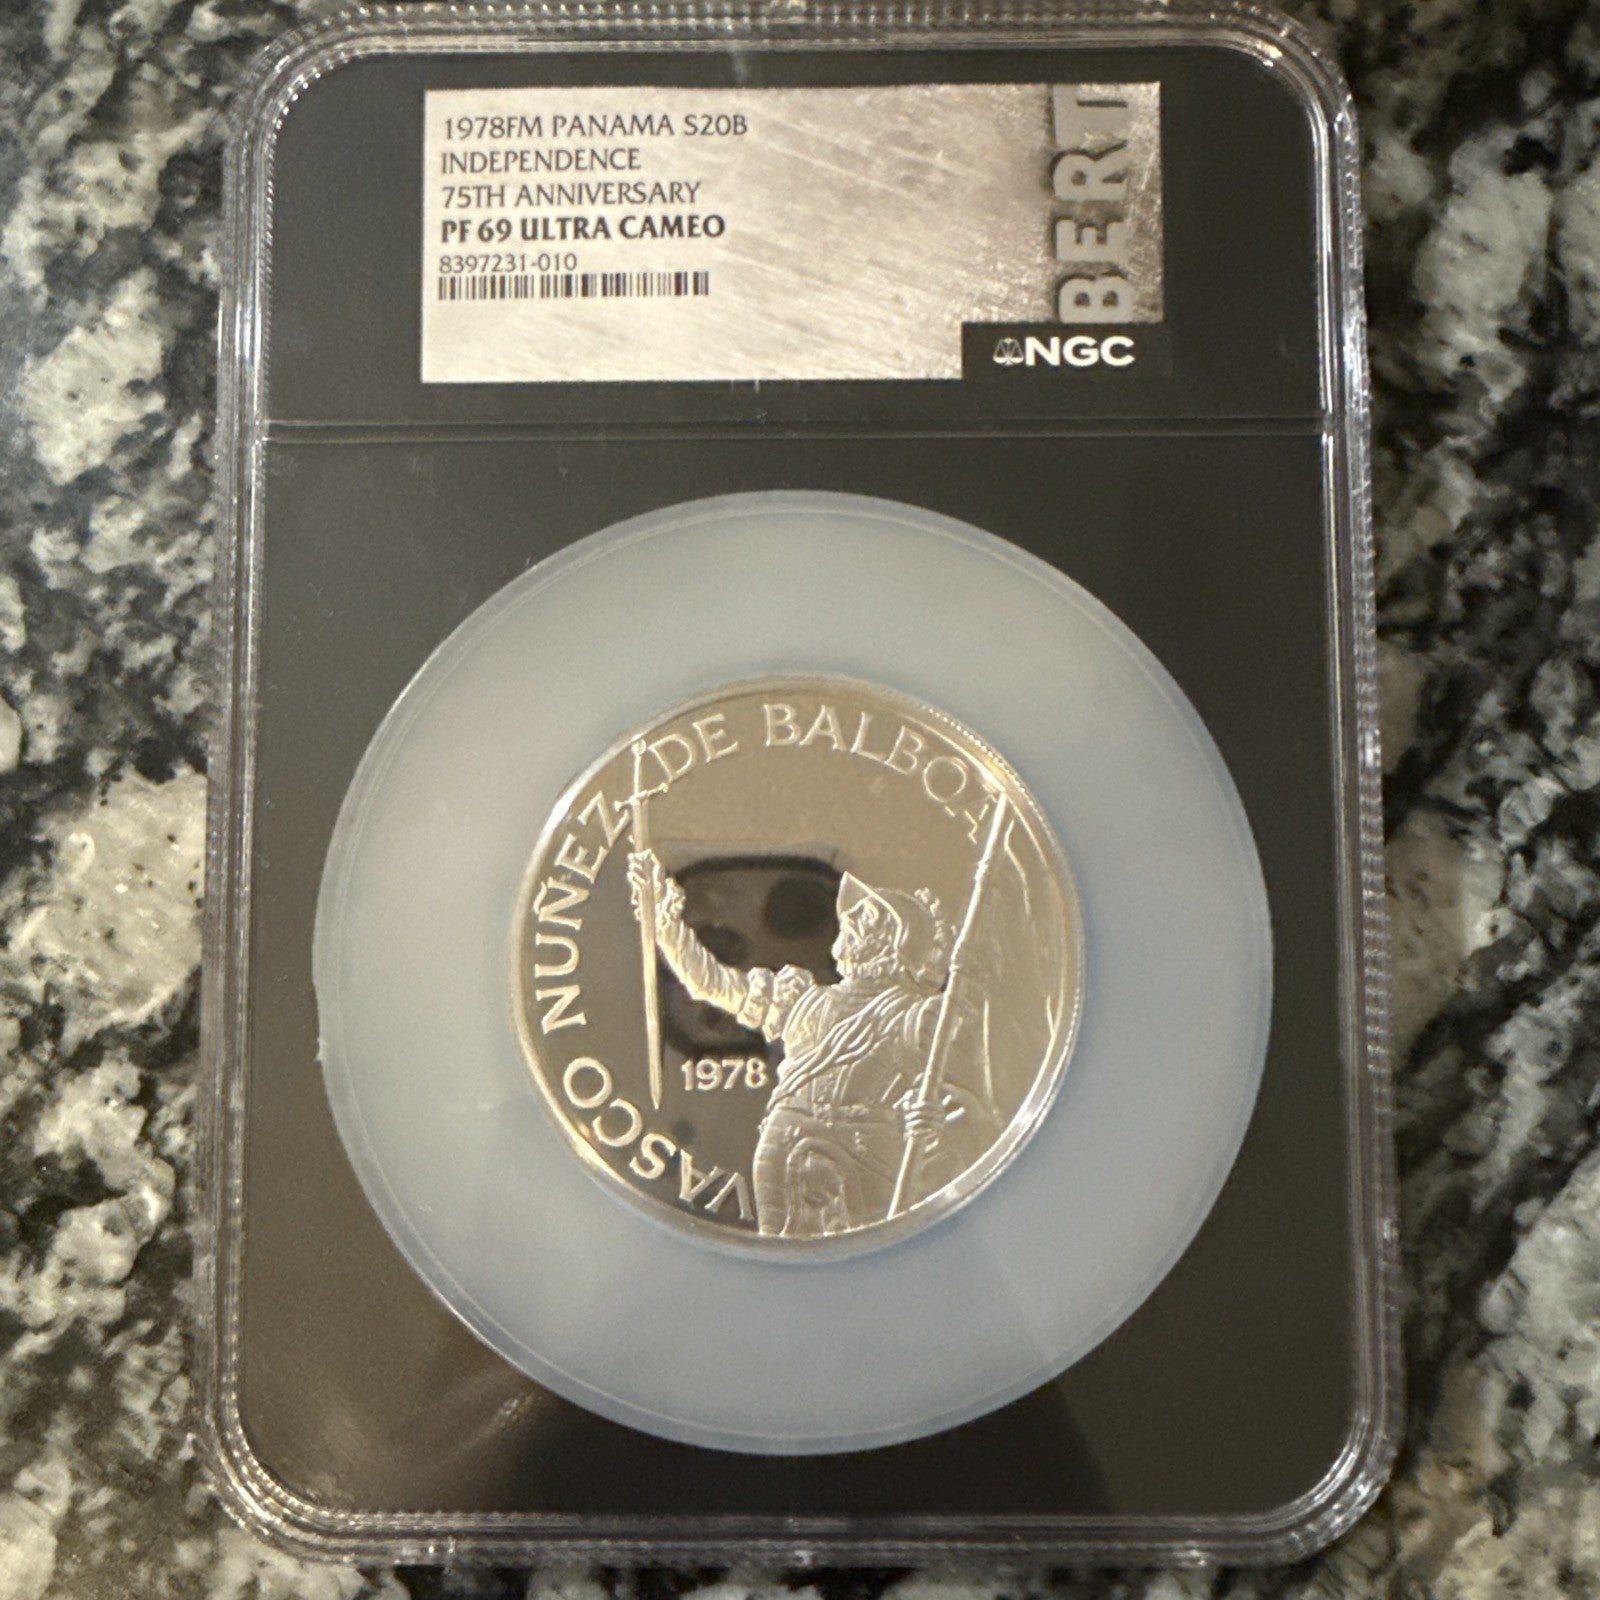 1978FM PANAMA S20B
INDEPENDENCE
75TH ANNIVERSARY
PF 69 ULTRA CAMEO
8397231-010
BERT
NGC
VASCO NUÑEZ DE BALBOA
1978